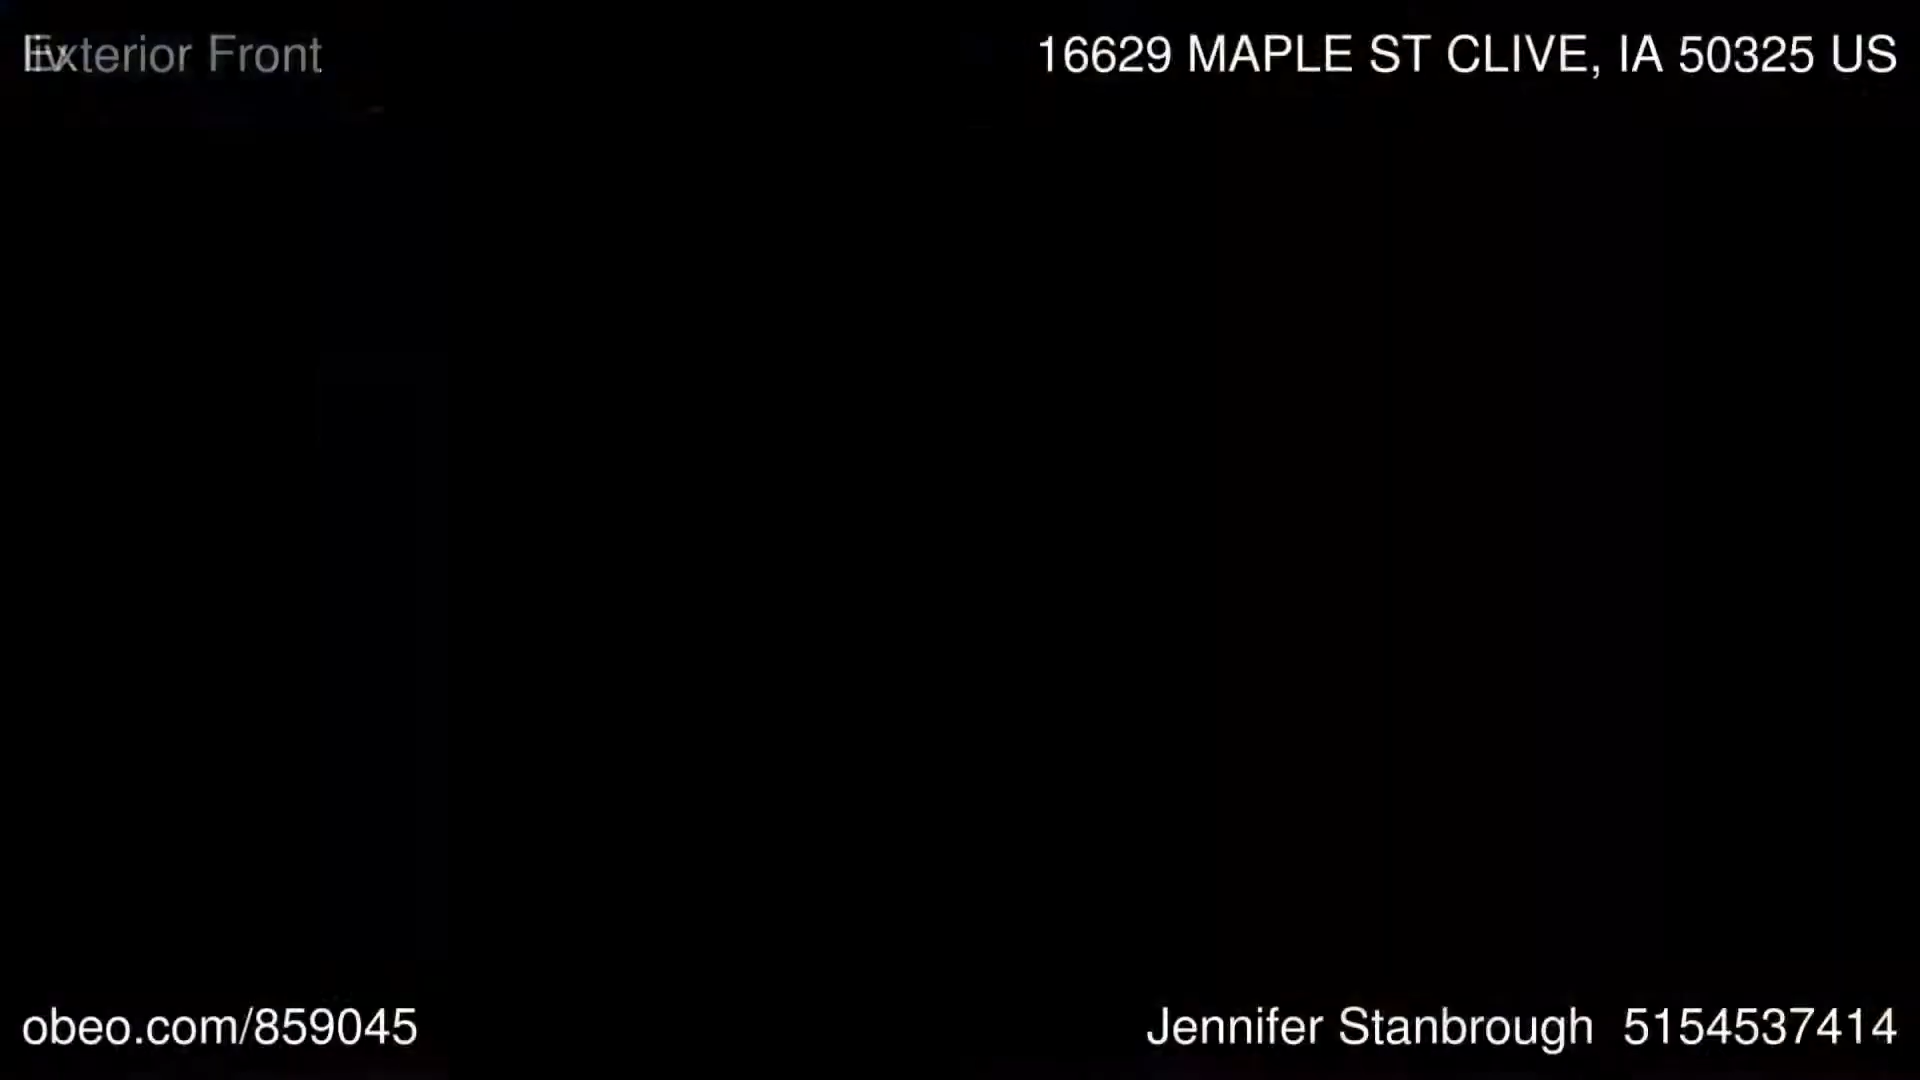 Exterior Front
16629 MAPLE ST CLIVE, IA 50325 US
obeo.com/859045
Jennifer Stanbrough 5154537414